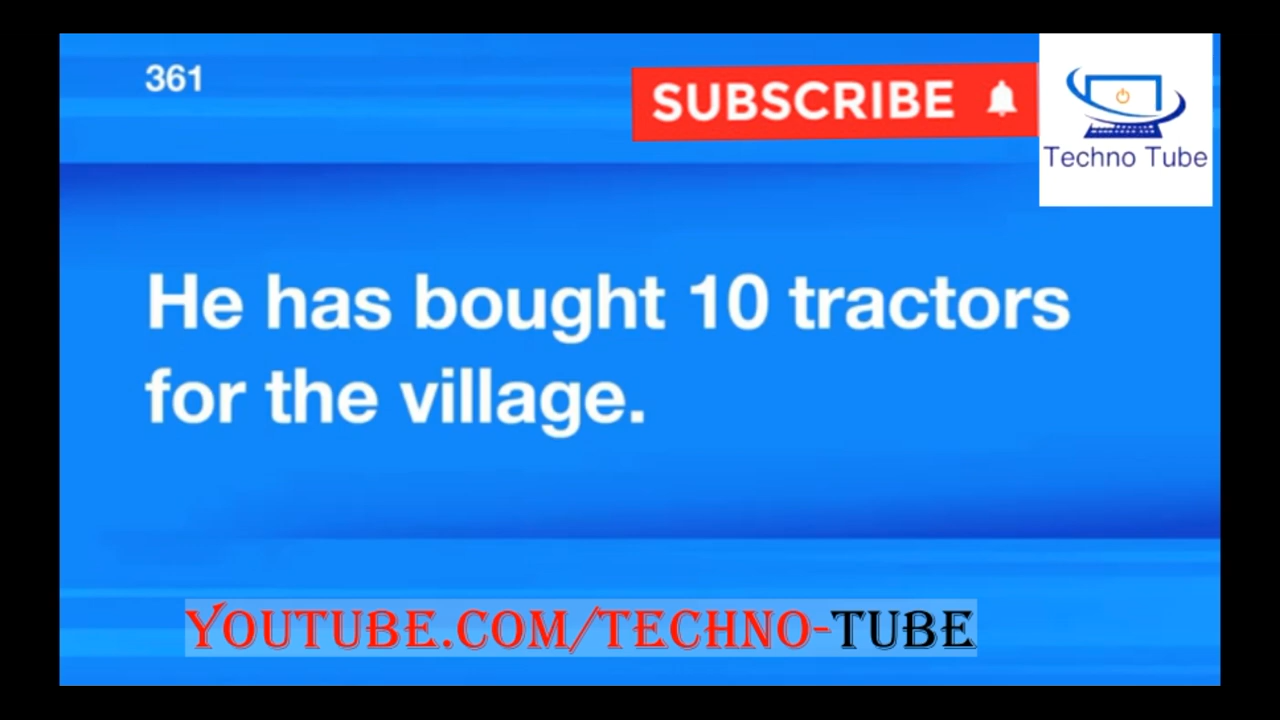 361
SUBSCRIBE
Techno Tube
He has bought 10 tractors
for the village.
YOUTUBE.COM/TECHNO-TUBE